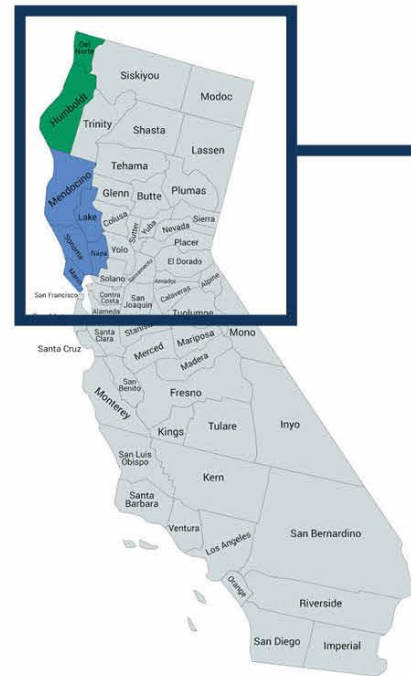 Del
Norte
Siskiyou
Modoc
Humboldt
Trinity
Shasta
Lassen
Tehama
Mendocino
Glenn
Butte
Plumas
Lake
Colusa
Sutter
Yuba
Sierra
Nevada
Placer
Sonoma
Napa
Yolo
El Dorado
Sacramento
Amador
Alpine
Marin
Solano
San Francisco
Contra
Costa
San
Joaquin
Calaveras
Alameda
Tuolumne
Mono
Santa
Clara
Santa Cruz
Merced
Mariposa
Madera
San
Benito
Monterey
Fresno
Kings
Tulare
Inyo
San Luis
Obispo
Kern
Santa
Barbara
Ventura
Los Angeles
San Bernardino
Orange
Riverside
San Diego
Imperial